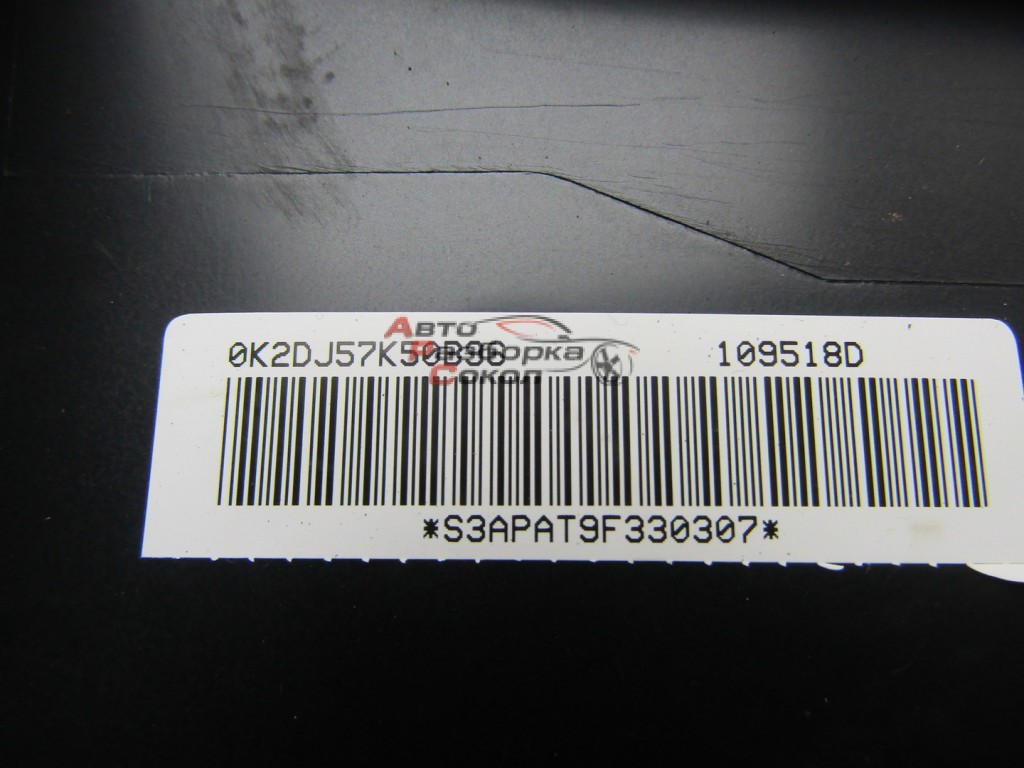 Авто
Разборка
Сокол
0K2DJ57K50B96 109518D
*S3APAT9F330307*